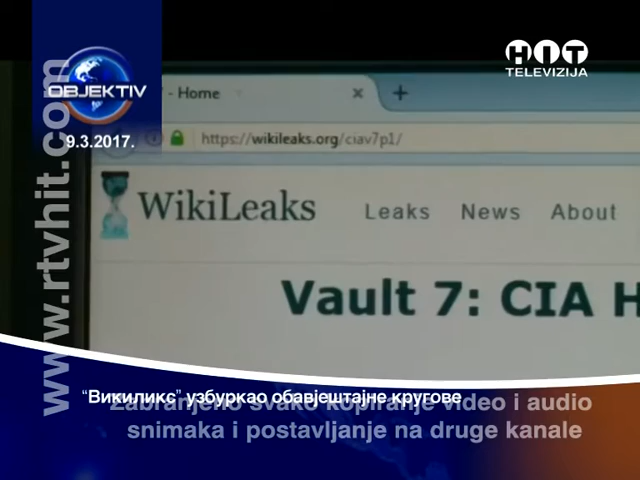 OBJEKTIV
9.3.2017.
HIT
TELEVIZIJA
- Home
https://wikileaks.org/ciav7p1/
WikiLeaks
Leaks News About
Vault 7: CIA H
www.rtvhit.com
“Викиликс” узбуркао обавјештајне кругове
Zabranjeno svako kopiranje video i audio
snimaka i postavljanje na druge kanale